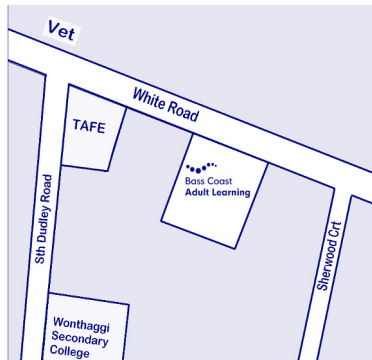 Vet
White Road
TAFE
Bass Coast
Adult Learning
Sth Dudley Road
Sherwood Crt
Wonthaggi
Secondary
College